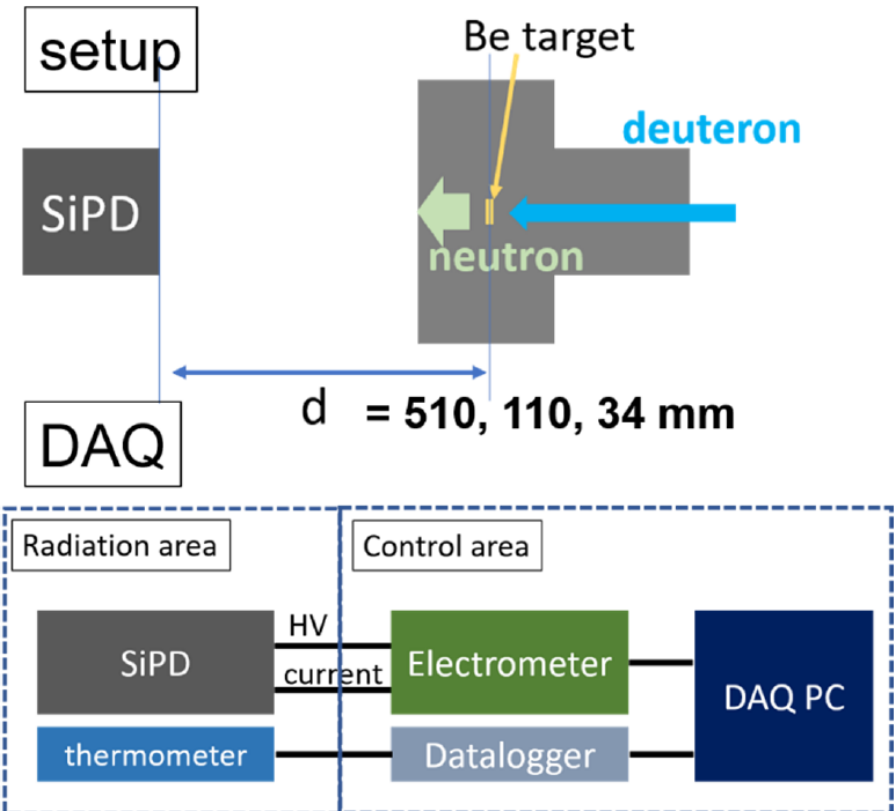 setup
Be target
deuteron
SiPD
neutron
d = 510, 110, 34 mm
DAQ
Radiation area
Control area
HV
SiPD
current
Electrometer
DAQ PC
thermometer
Datalogger